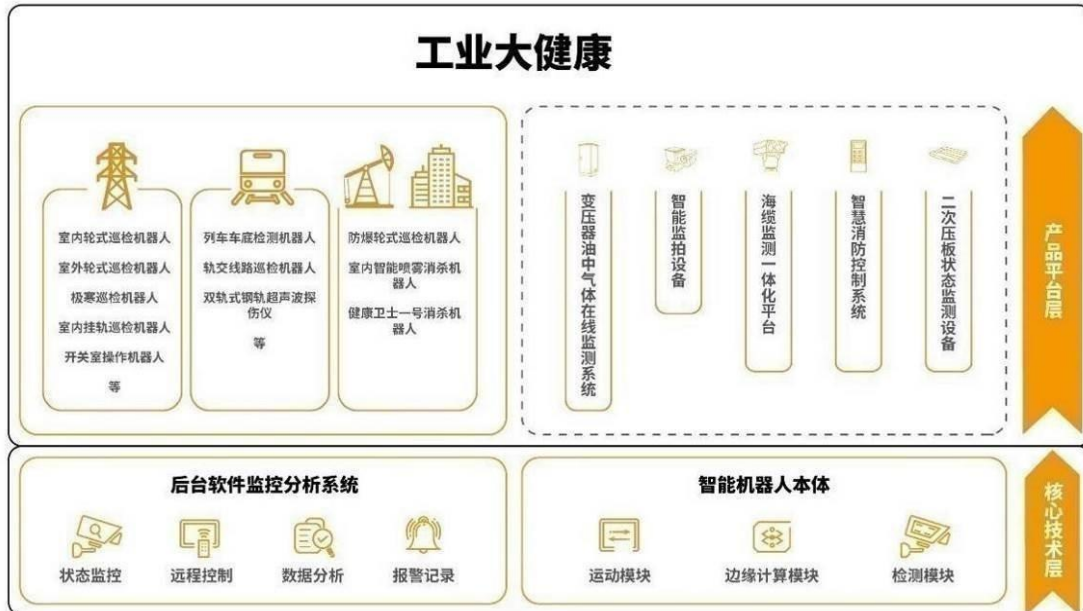 工业大健康
室内轮式巡检机器人
室外轮式巡检机器人
极寒巡检机器人
室内挂轨巡检机器人
开关室操作机器人
等
列车车底检测机器人
轨交线路巡检机器人
双轨式钢轨超声波探
伤仪
等
防爆轮式巡检机器人
室内智能喷雾消杀机
器人
健康卫士一号消杀机
器人
变压器油中气体在线监测系统
智能监拍设备
海缆监测一体化平台
智慧消防控制系统
二次压板状态监测设备
产品平台层
后台软件监控分析系统
状态监控
远程控制
数据分析
报警记录
智能机器人本体
运动模块
边缘计算模块
检测模块
核心技术层